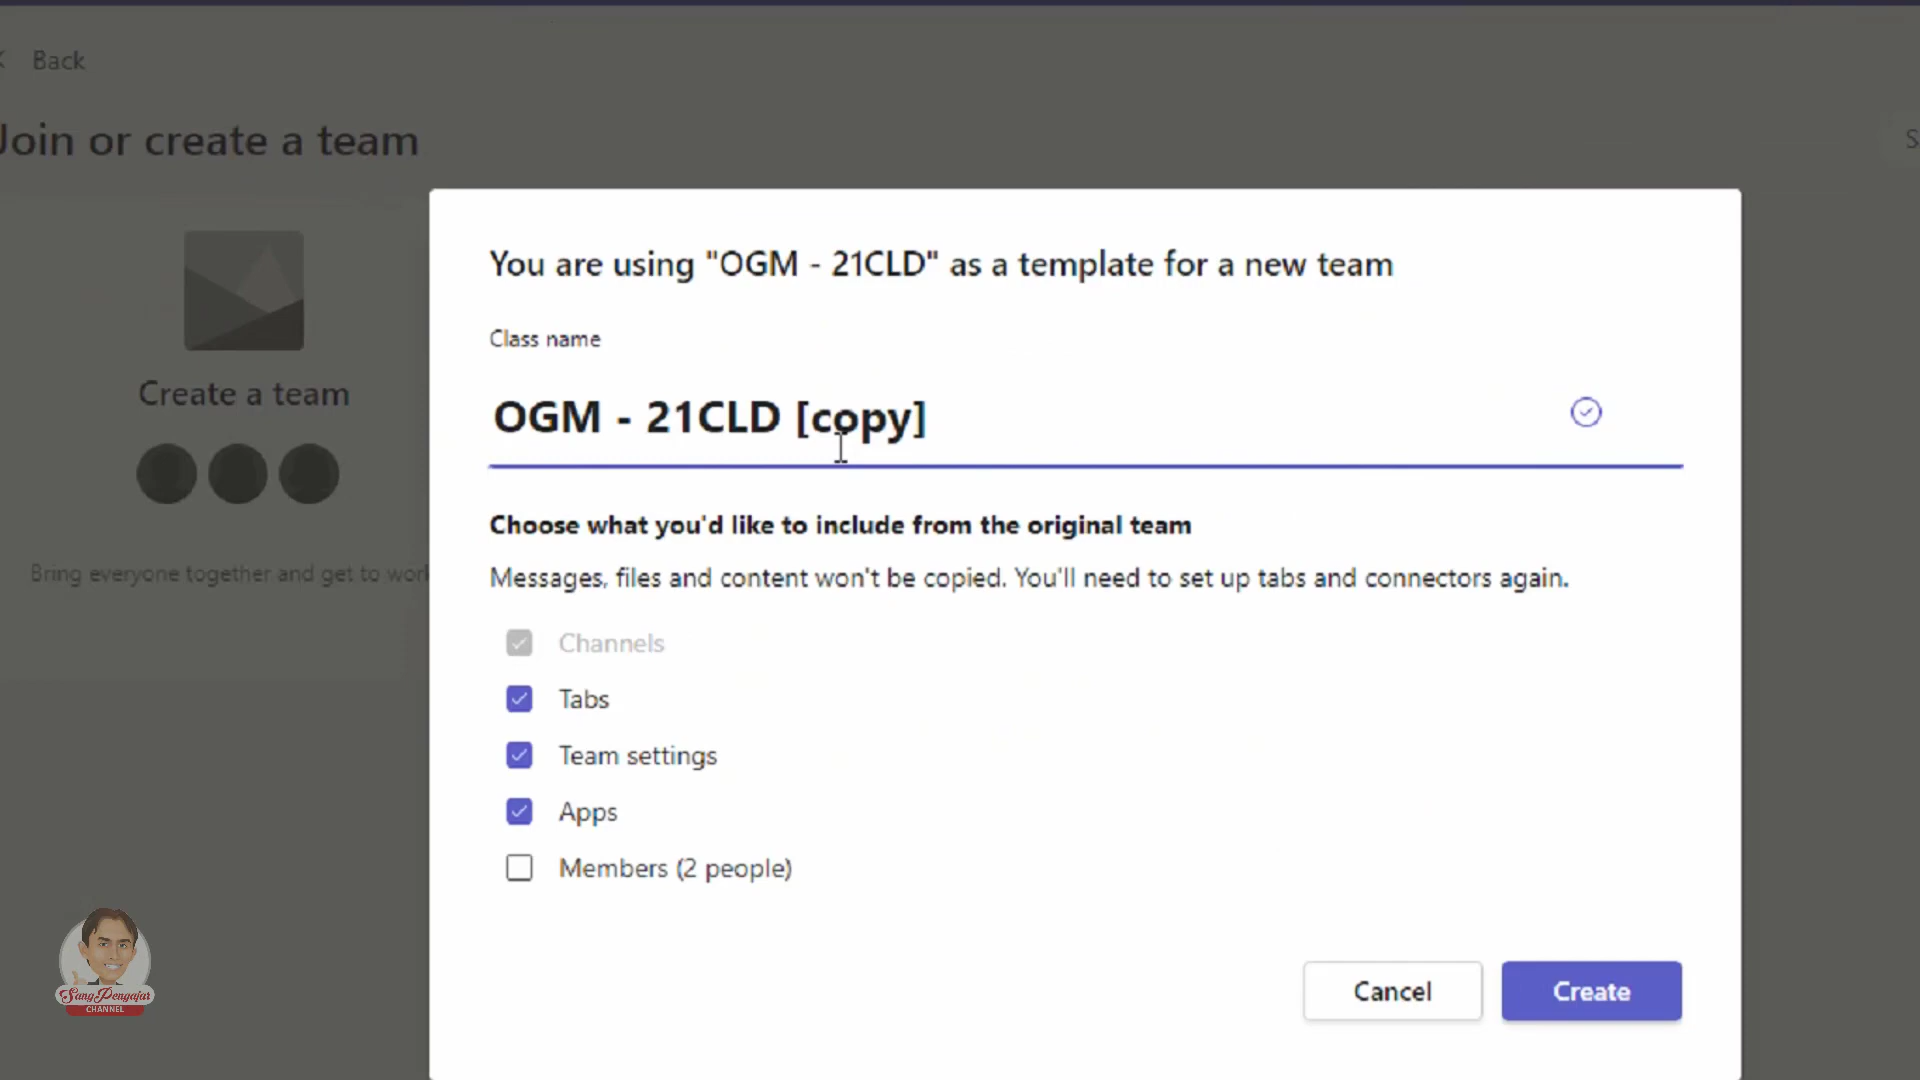 Back
Join or create a team
S
You are using "OGM - 21CLD" as a template for a new team
Class name
OGM - 21CLD [copy]
Create a team
Choose what you'd like to include from the original team
Bring everyone together and get to work
Messages, files and content won't be copied. You'll need to set up tabs and connectors again.
Channels
Tabs
Team settings
Apps
Members (2 people)
Cancel
Create
Sang Pengajar
CHANNEL